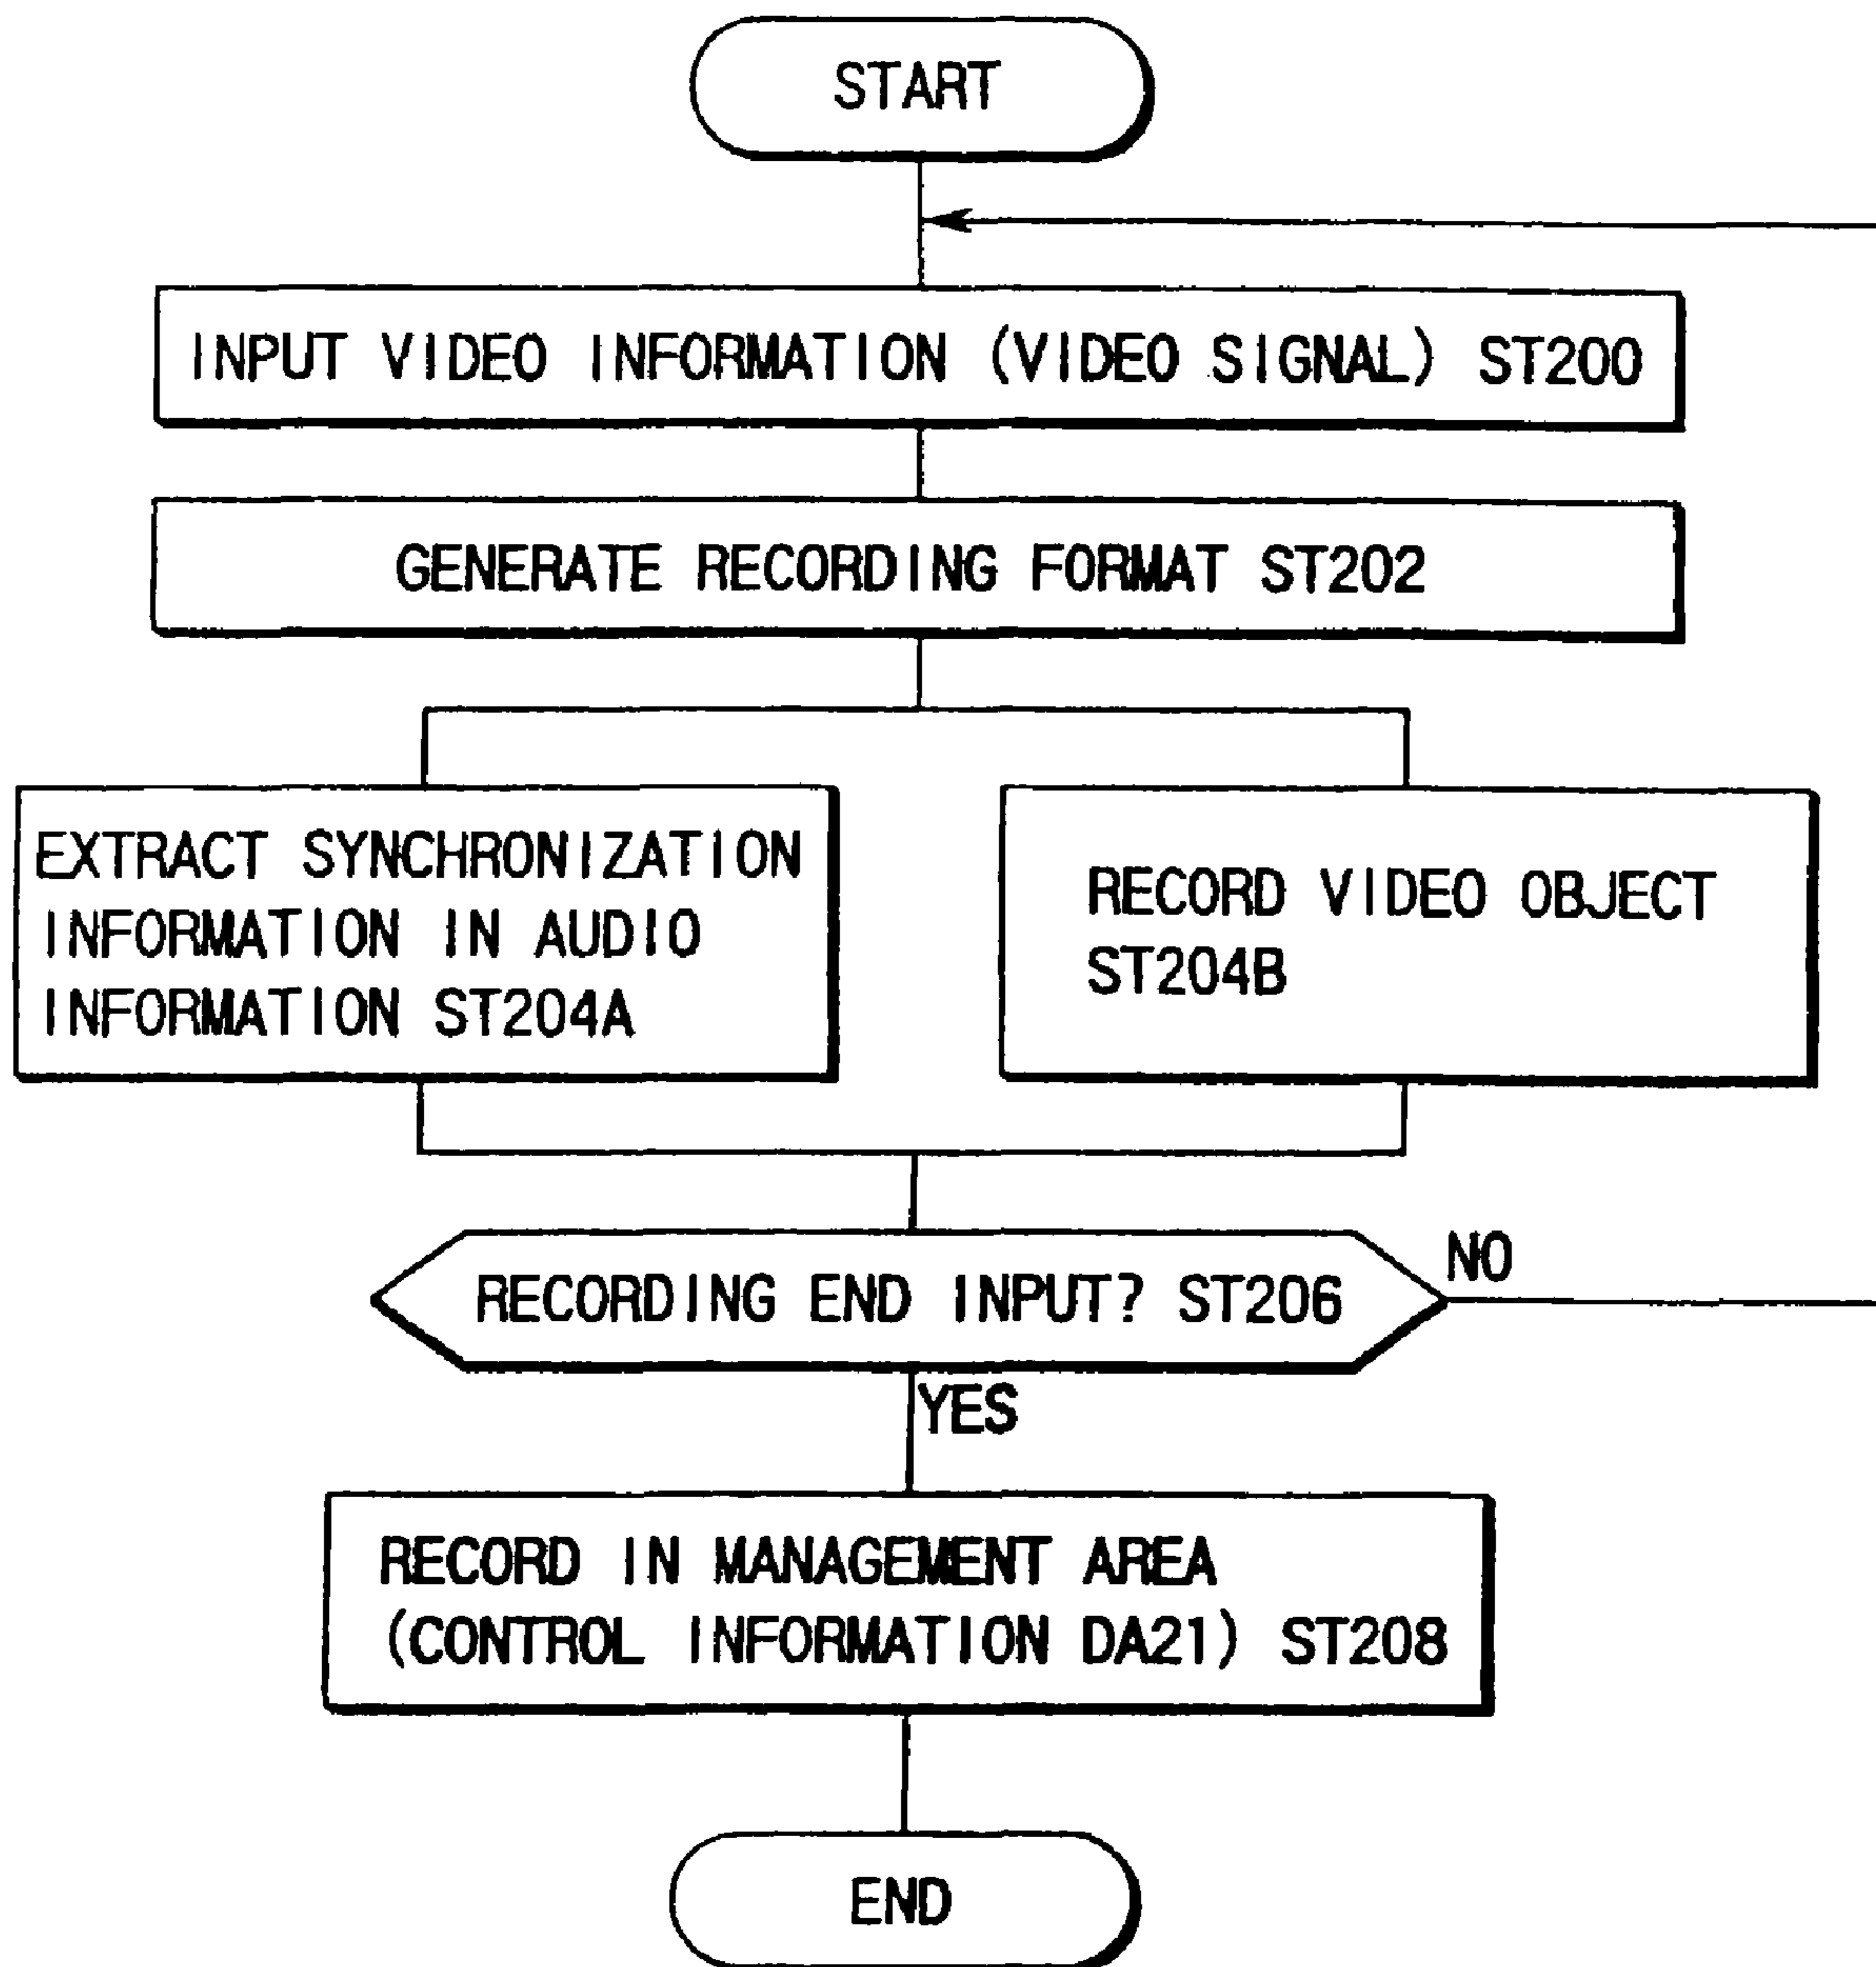 START
INPUT VIDEO INFORMATION (VIDEO SIGNAL) ST200
GENERATE RECORDING FORMAT ST202
EXTRACT SYNCHRONIZATION
INFORMATION IN AUDIO
INFORMATION ST204A
RECORD VIDEO OBJECT
ST204B
RECORDING END INPUT? ST206
NO
YES
RECORD IN MANAGEMENT AREA
(CONTROL INFORMATION DA21) ST208
END